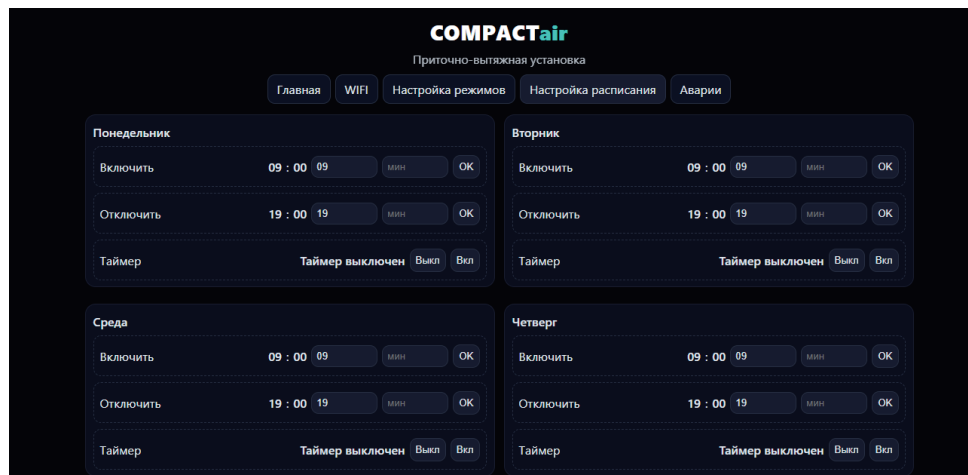 COMPACTair
Приточно-вытяжная установка
Главная WIFI Настройка режимов Настройка расписания Аварии
Понедельник
Включить 09 : 00 09 мин OK
Отключить 19 : 00 19 мин OK
Таймер Таймер выключен Выкл Вкл
Вторник
Включить 09 : 00 09 мин OK
Отключить 19 : 00 19 мин OK
Таймер Таймер выключен Выкл Вкл
Среда
Включить 09 : 00 09 мин OK
Отключить 19 : 00 19 мин OK
Таймер Таймер выключен Выкл Вкл
Четверг
Включить 09 : 00 09 мин OK
Отключить 19 : 00 19 мин OK
Таймер Таймер выключен Выкл Вкл